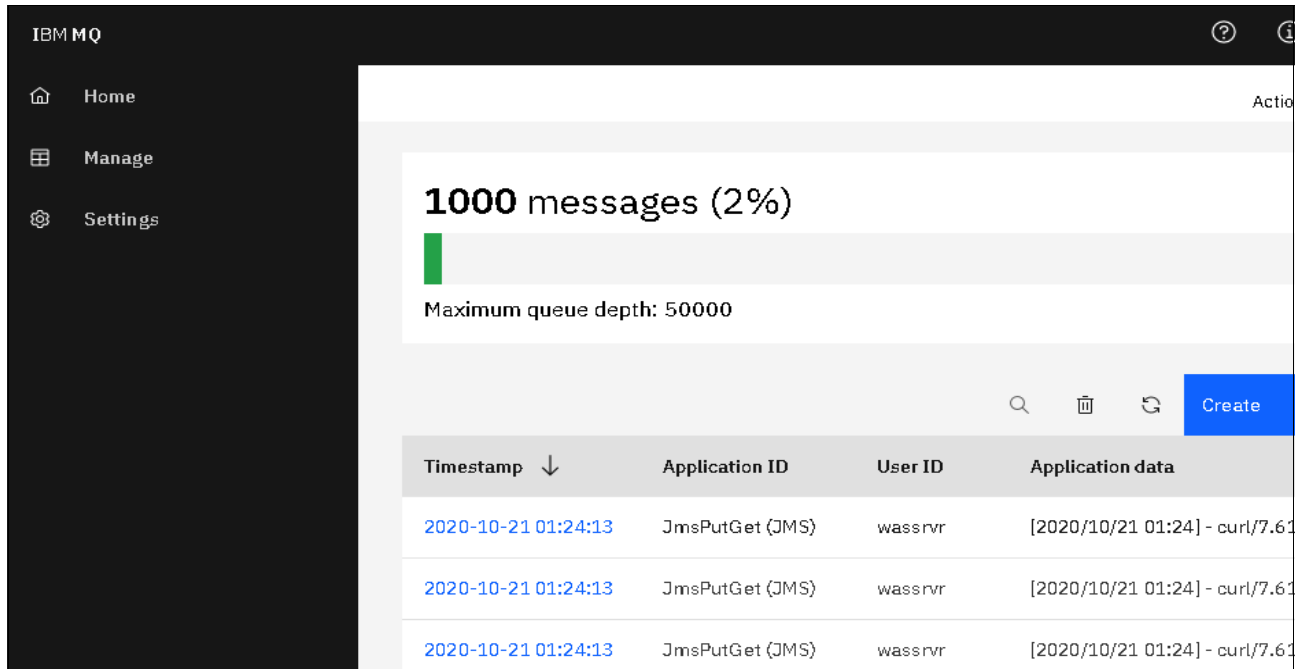 IBM MQ
Home
Manage
Settings
1000 messages (2%)
Maximum queue depth: 50000
Create
Timestamp Application ID User ID Application data
2020-10-21 01:24:13 JmsPutGet (JMS) wassrvr [2020/10/21 01:24] - curl/7.61
2020-10-21 01:24:13 JmsPutGet (JMS) wassrvr [2020/10/21 01:24] - curl/7.61
2020-10-21 01:24:13 JmsPutGet (JMS) wassrvr [2020/10/21 01:24] - curl/7.61